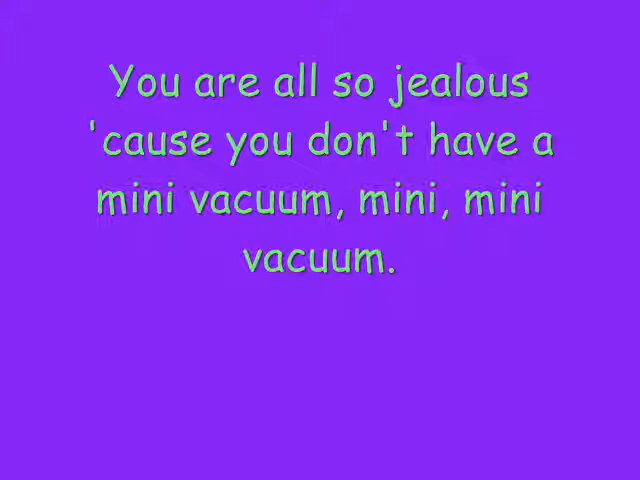 You are all so jealous
'cause you don't have a
mini vacuum, mini, mini
vacuum.